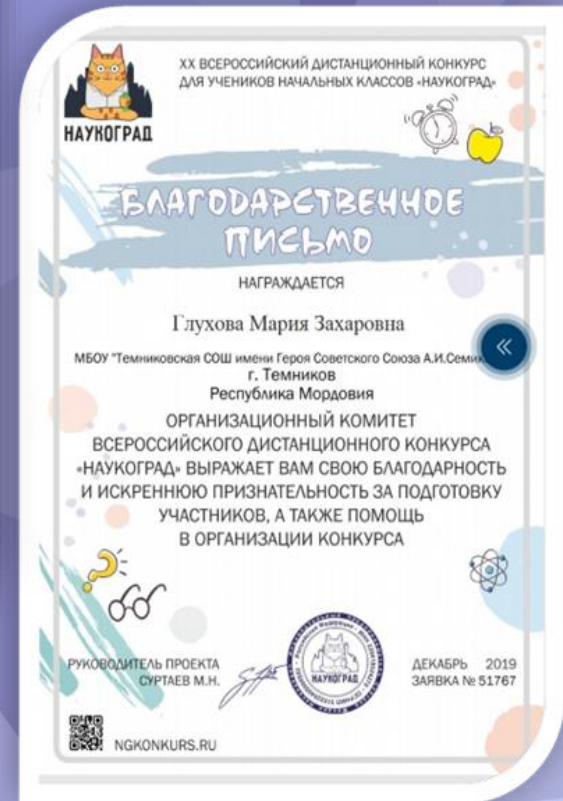 XX ВСЕРОССИЙСКИЙ ДИСТАНЦИОННЫЙ КОНКУРС
ДЛЯ УЧЕНИКОВ НАЧАЛЬНЫХ КЛАССОВ «НАУКОГРАД»
НАУКОГРАД
БЛАГОДАРСТВЕННОЕ
ПИСЬМО
НАГРАЖДАЕТСЯ
Глухова Мария Захаровна
МБОУ "Темниковская СОШ имени Героя Советского Союза А.И.
г. Темников
Республика Мордовия
ОРГАНИЗАЦИОННЫЙ КОМИТЕТ
ВСЕРОССИЙСКОГО ДИСТАНЦИОННОГО КОНКУРСА
«НАУКОГРАД» ВЫРАЖАЕТ ВАМ СВОЮ БЛАГОДАРНОСТЬ
И ИСКРЕННЮЮ ПРИЗНАТЕЛЬНОСТЬ ЗА ПОДГОТОВКУ
УЧАСТНИКОВ, А ТАКЖЕ ПОМОЩЬ
В ОРГАНИЗАЦИИ КОНКУРСА
РУКОВОДИТЕЛЬ ПРОЕКТА
СУРТАЕВ М.Н.
НАУКОГРАД
ДЕКАБРЬ 2019
ЗАЯВКА № 51767
NGKONKURS.RU